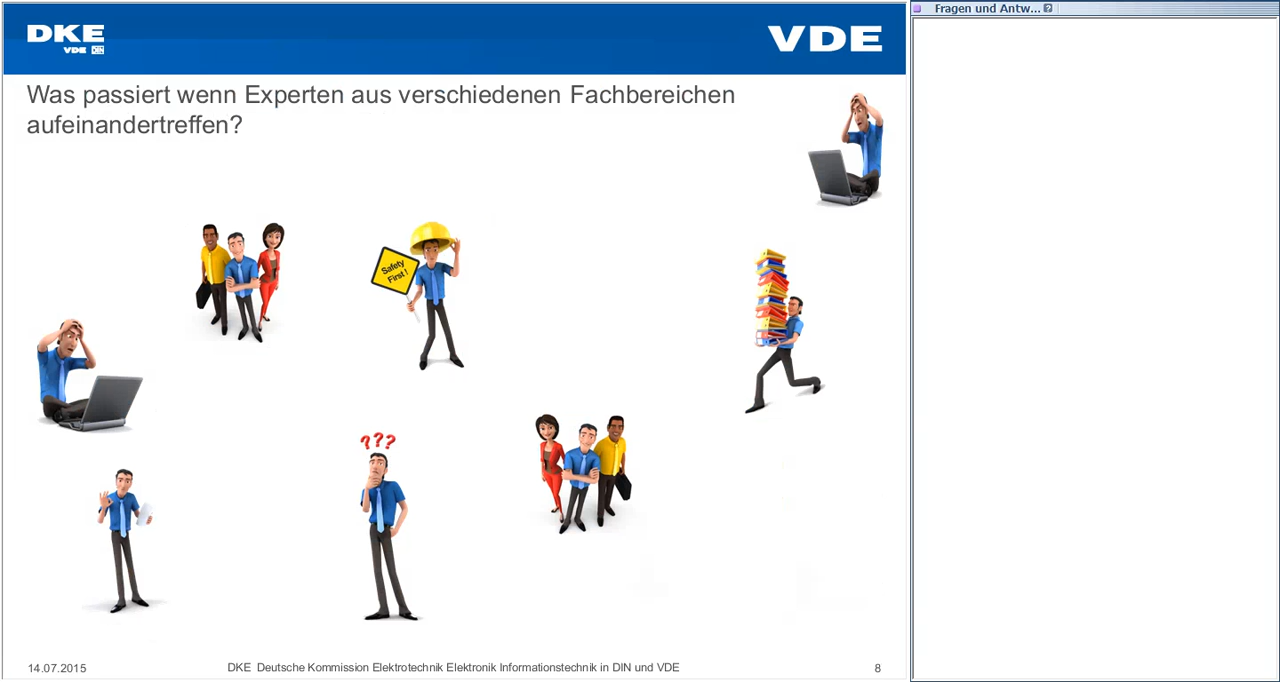 DKE
VDE DIN
VDE
Fragen und Antw...
Was passiert wenn Experten aus verschiedenen Fachbereichen
aufeinandertreffen?
Safety
First !
???
14.07.2015
DKE Deutsche Kommission Elektrotechnik Elektronik Informationstechnik in DIN und VDE
8